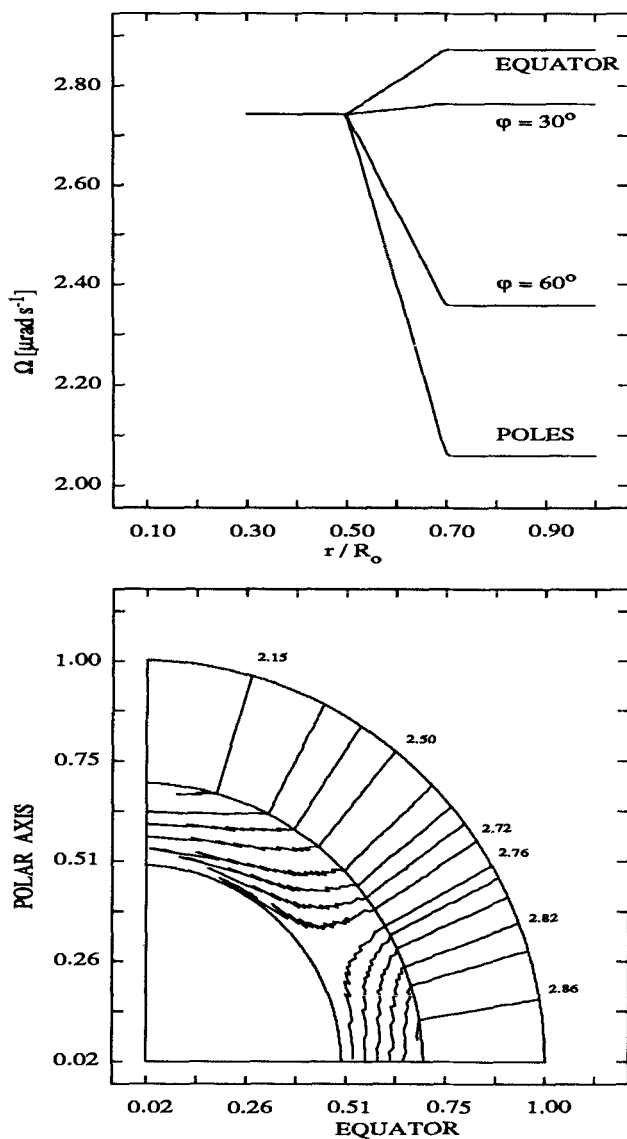 2.80
2.60
2.40
2.20
2.00
Ω [μrad s⁻¹]
EQUATOR
φ = 30°
φ = 60°
POLES
0.10 0.30 0.50 0.70 0.90
r / R₀
1.00
0.75
0.51
0.26
0.02
POLAR AXIS
2.15
2.50
2.72
2.76
2.82
2.86
0.02 0.26 0.51 0.75 1.00
EQUATOR